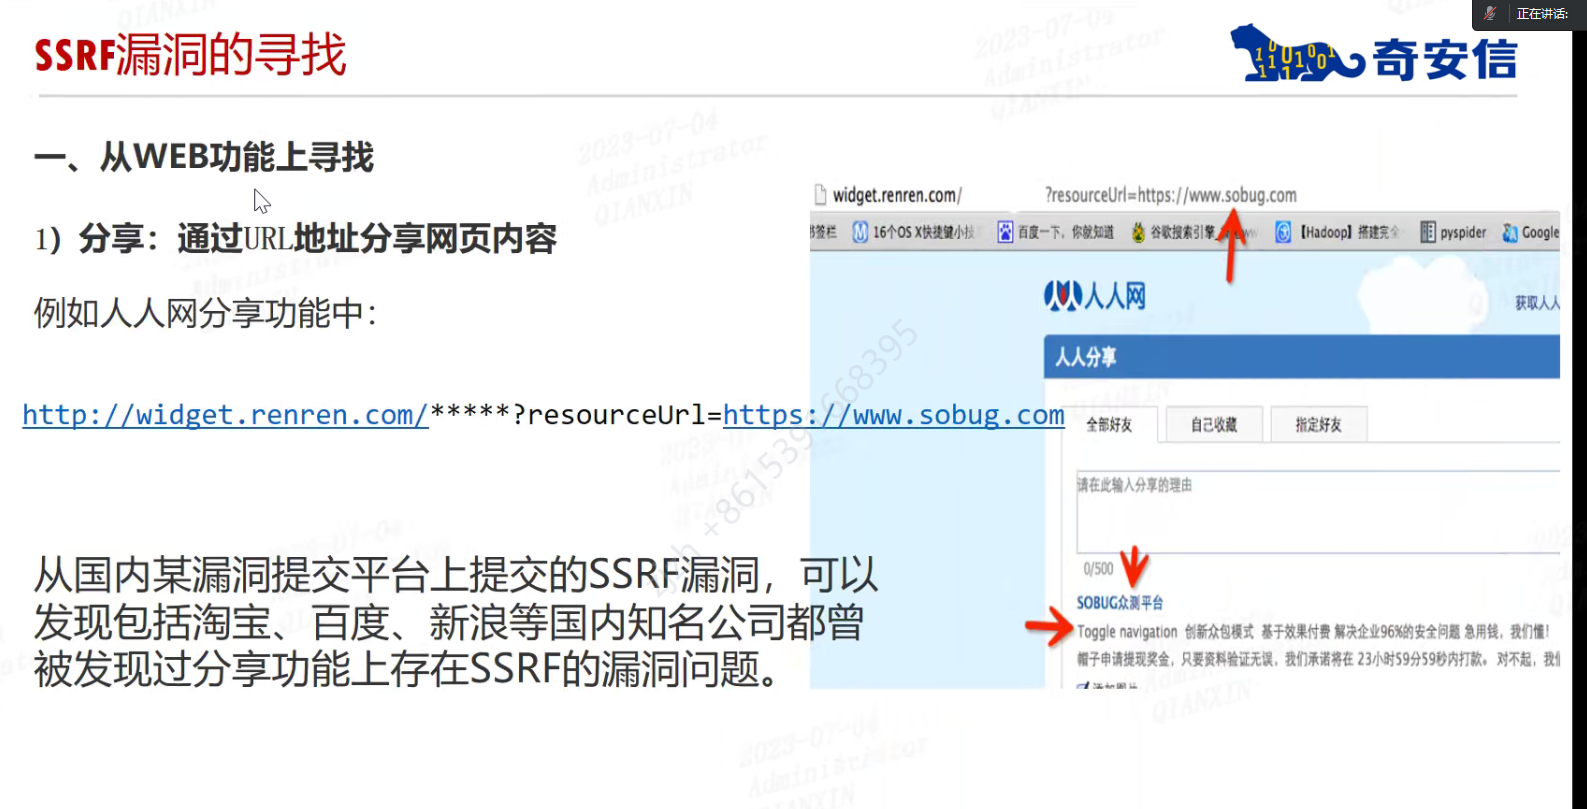 正在讲话:
SSRF漏洞的寻找
奇安信
一、从WEB功能上寻找
1）分享：通过URL地址分享网页内容
例如人人网分享功能中：
http://widget.renren.com/*****?resourceUrl=https://www.sobug.com
从国内某漏洞提交平台上提交的SSRF漏洞，可以
发现包括淘宝、百度、新浪等国内知名公司都曾
被发现过分享功能上存在SSRF的漏洞问题。
widget.renren.com/ ?resourceUrl=https://www.sobug.com
书签栏 16个OS X快捷键小技 百度一下，你就知道 谷歌搜索引擎 【Hadoop】搭建完全 pyspider Google
人人网
获取人人
人人分享
全部好友 自己收藏 指定好友
请在此输入分享的理由
0/500
SOBUG众测平台
Toggle navigation 创新众包模式 基于效果付费 解决企业96%的安全问题 急用钱，我们懂！
帽子申请提现奖金，只要资料验证无误，我们承诺将在 23小时59分59秒内打款。 对不起，我们
2023-07-04
Administrator
QIANXIN
+8615391668395